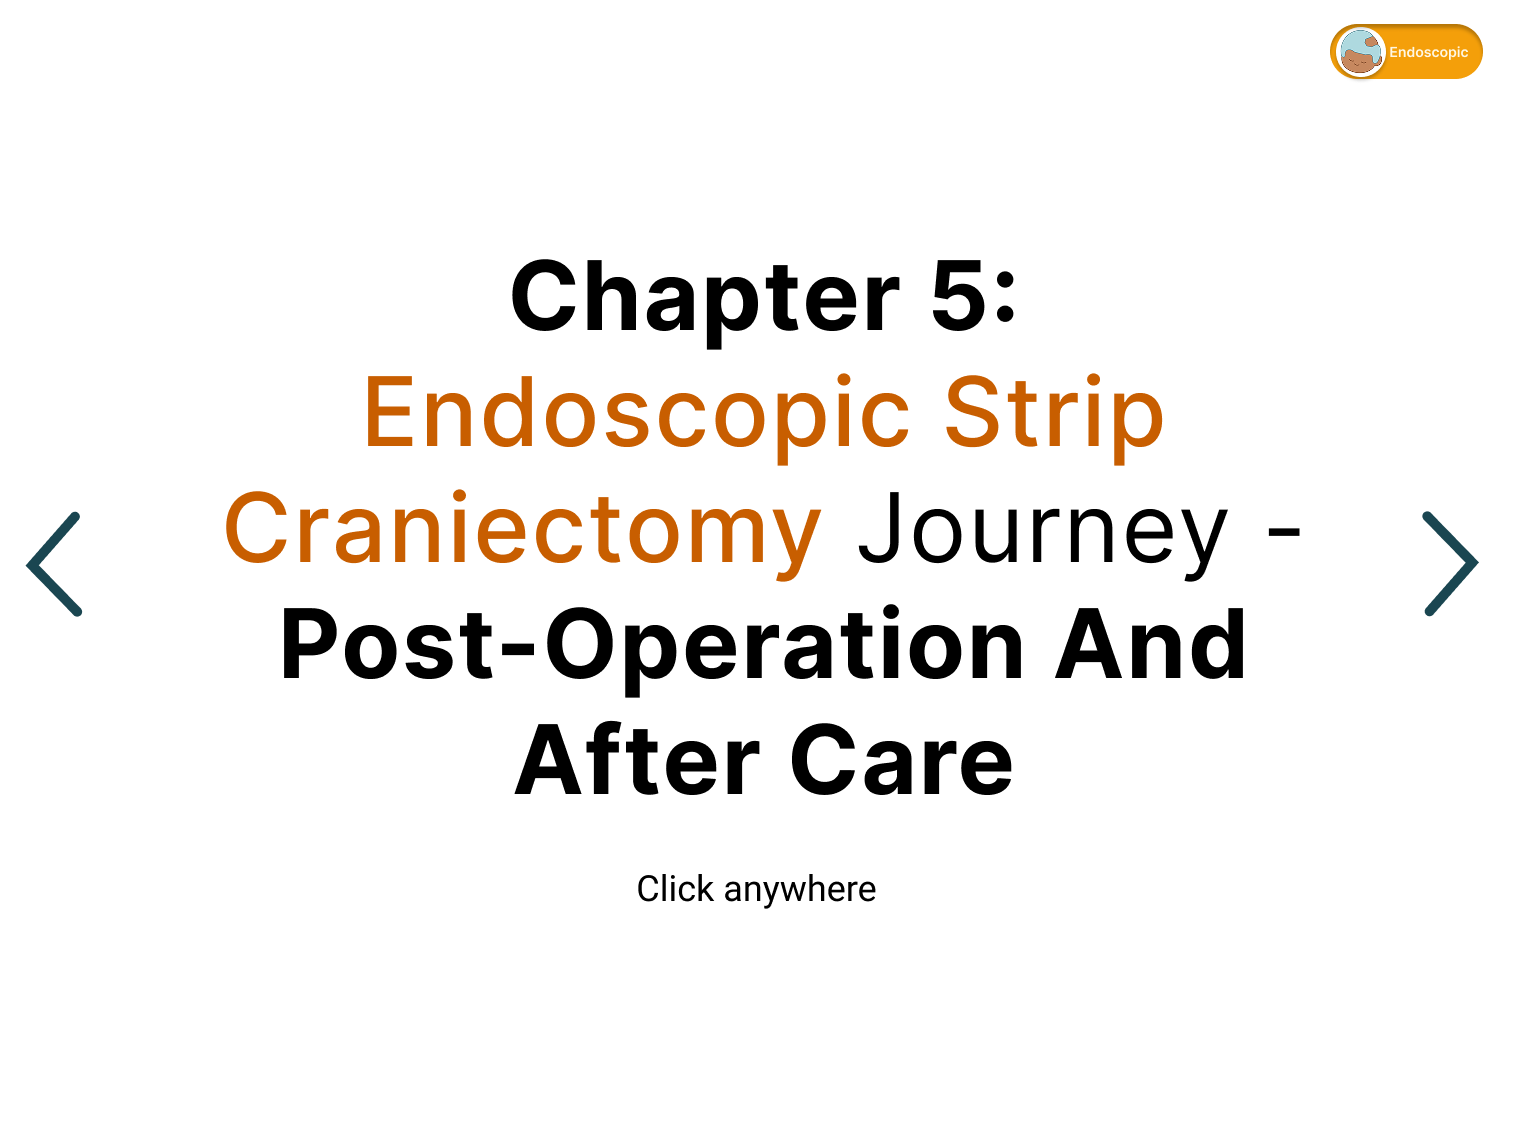 Endoscopic
Chapter 5:
Endoscopic Strip
Craniectomy Journey -
Post-Operation And
After Care
Click anywhere